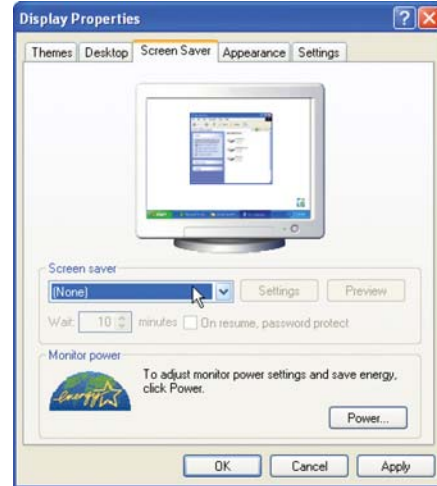 Display Properties
Themes Desktop Screen Saver Appearance Settings
Screen saver
(None) Settings Preview
Wait: 10 minutes On resume, password protect
Monitor power
To adjust monitor power settings and save energy,
click Power.
energy
Power...
OK Cancel Apply